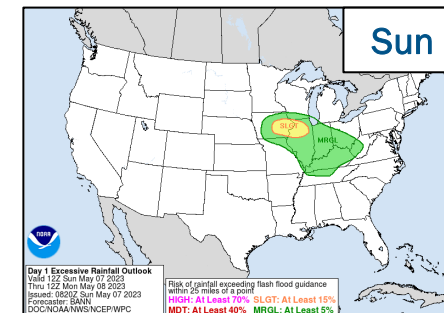 Sun
SLGT
MRGL
NOAA
Day 1 Excessive Rainfall Outlook
Valid 12Z Sun May 07 2023
Thru 12Z Mon May 08 2023
Issued: 0820Z Sun May 07 2023
Forecaster: BANN
DOC/NOAA/NWS/NCEP/WPC
Risk of rainfall exceeding flash flood guidance
within 25 miles of a point
HIGH: At Least 70% SLGT: At Least 15%
MDT: At Least 40% MRGL: At Least 5%